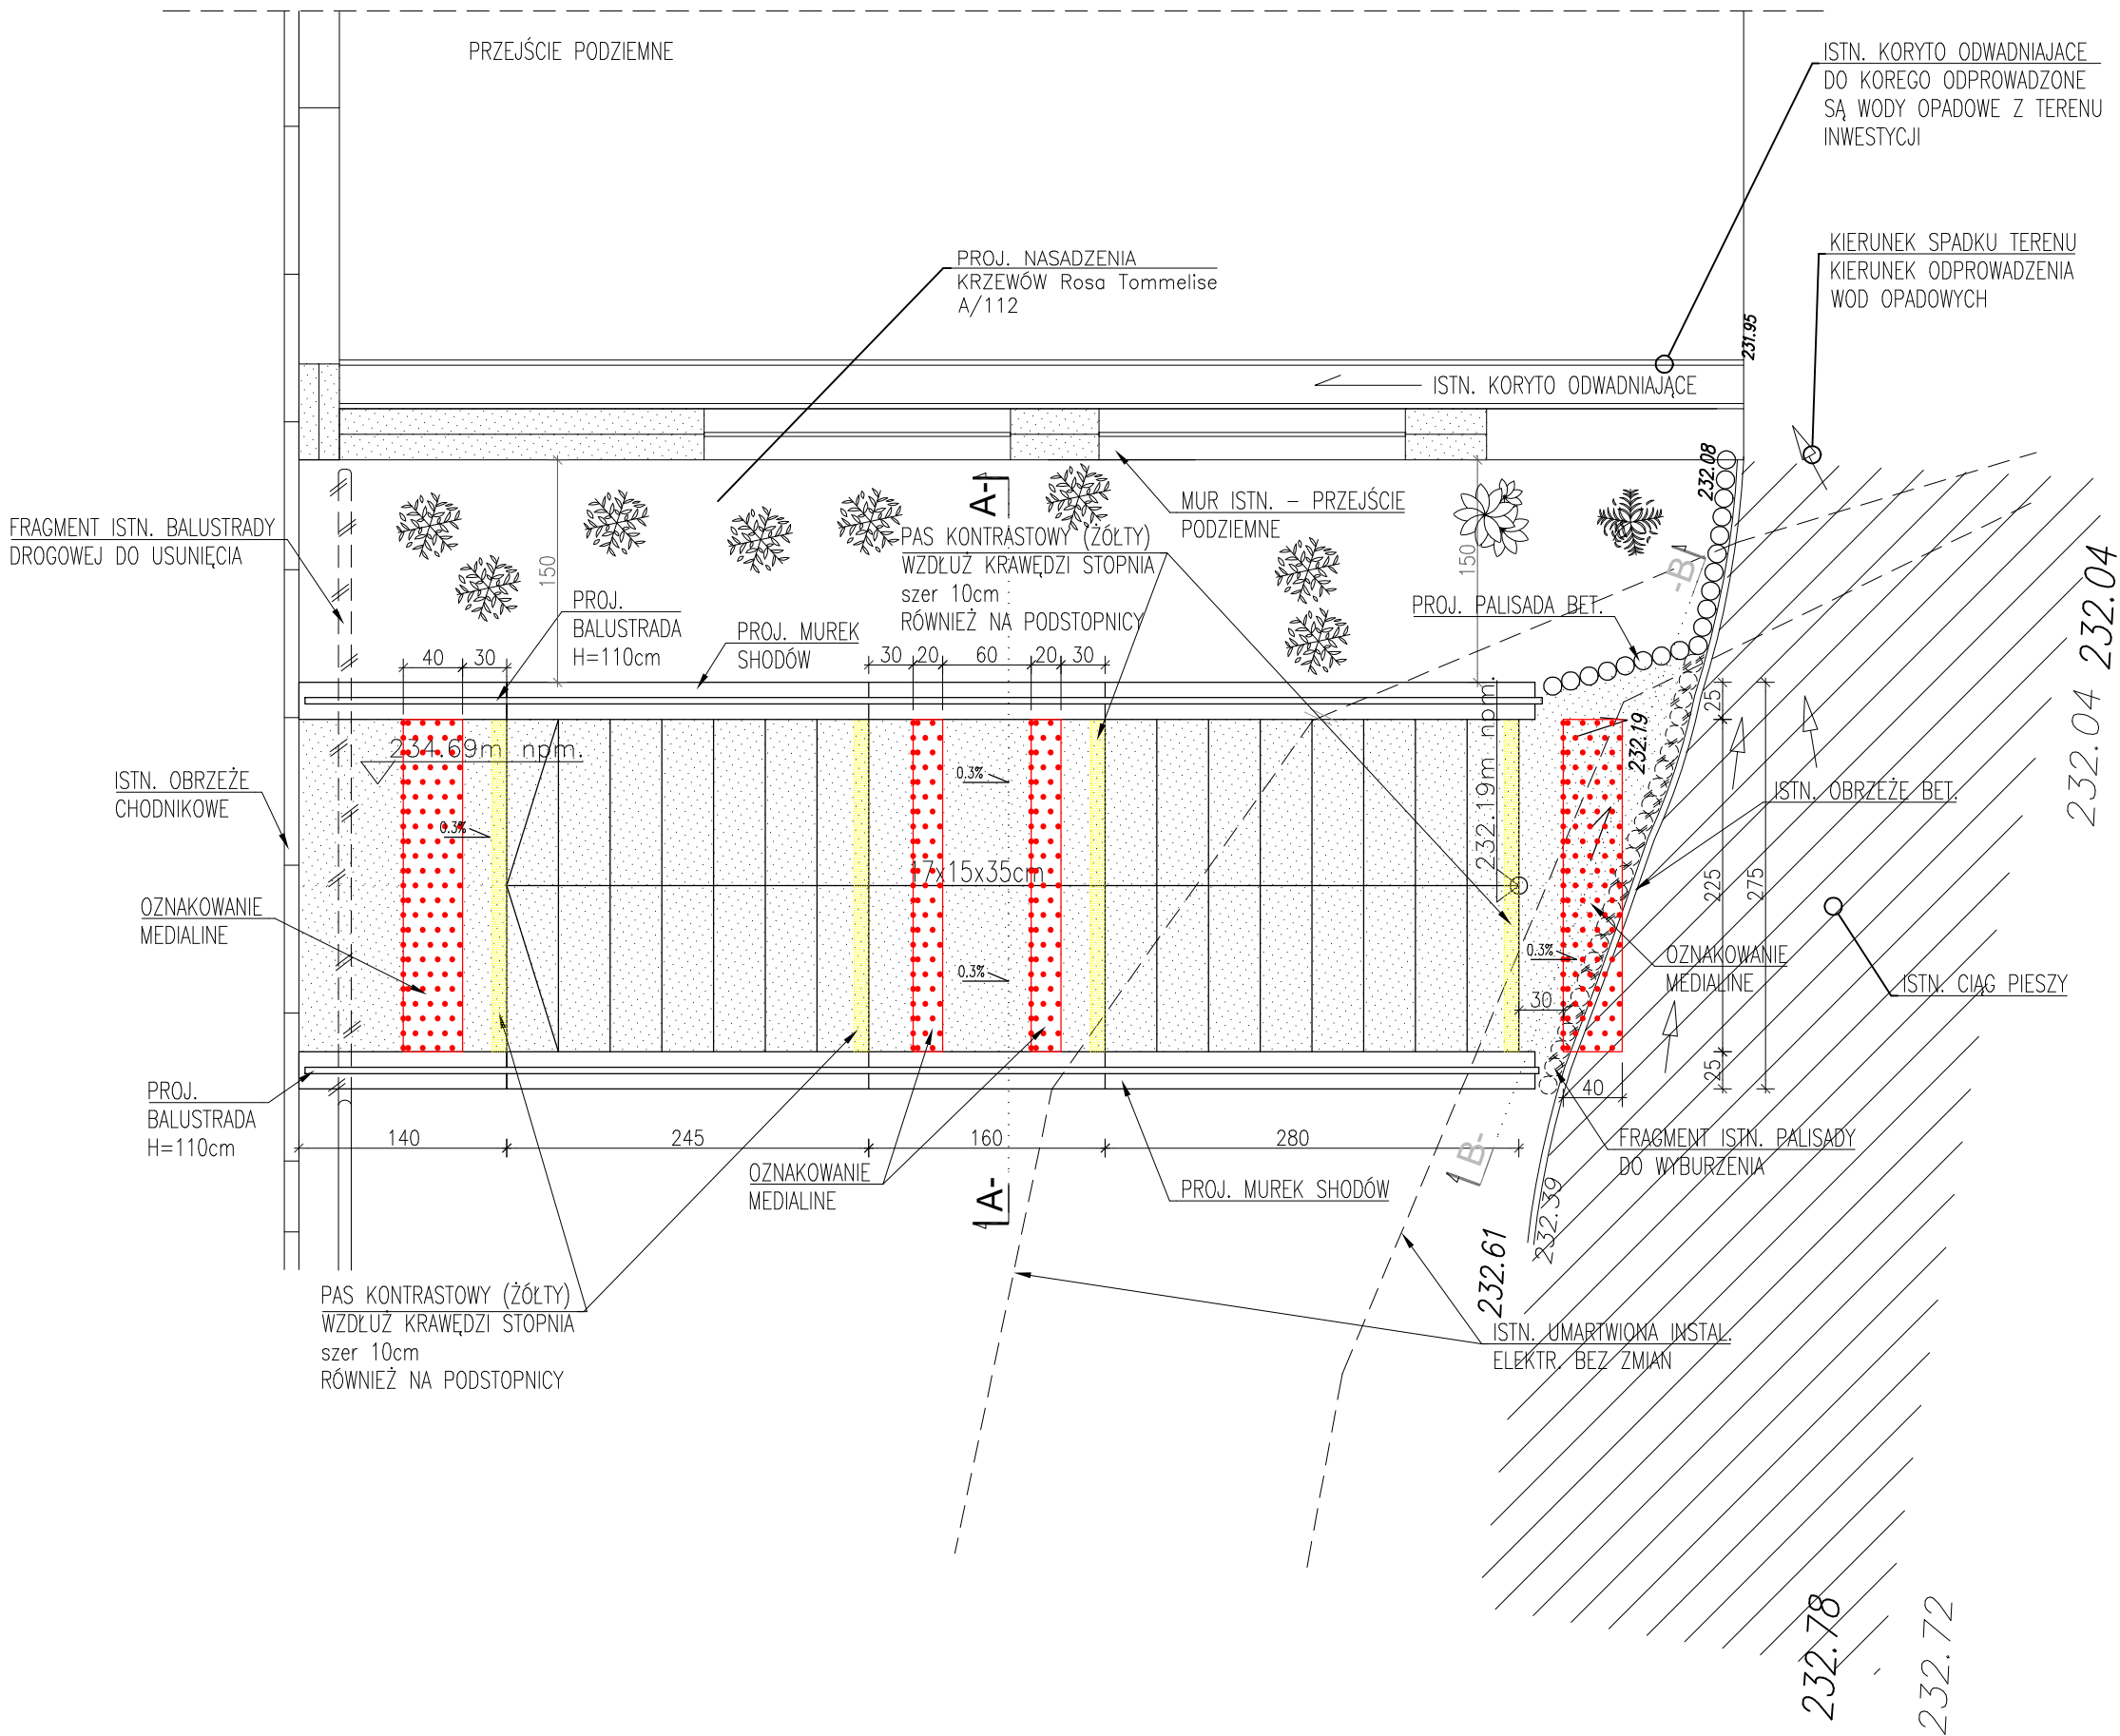 PRZEJŚCIE PODZIEMNE
ISTN. KORYTO ODWADNIAJACE
DO KOREGO ODPROWADZONE
SĄ WODY OPADOWE Z TERENU
INWESTYCJI
KIERUNEK SPADKU TERENU
KIERUNEK ODPROWADZENIA
WOD OPADOWYCH
PROJ. NASADZENIA
KRZEWÓW Rosa Tommelise
A/112
231.95
ISTN. KORYTO ODWADNIAJĄCE
232.08
MUR ISTN. – PRZEJŚCIE
PODZIEMNE
A-
FRAGMENT ISTN. BALUSTRADY
DROGOWEJ DO USUNIĘCIA
PAS KONTRASTOWY (ŻÓŁTY)
WZDŁUŻ KRAWĘDZI STOPNIA
szer 10cm
RÓWNIEŻ NA PODSTOPNICY
150
150
-B-
232.04
232.04
PROJ.
BALUSTRADA
H=110cm
PROJ. MUREK
SHODÓW
PROJ. PALISADA BET.
40
30
30
20
60
20
30
25
234.69m npm.
232.19m npm.
232.19
0.3%
0.3%
ISTN. OBRZEŻE
CHODNIKOWE
ISTN. OBRZEŻE BET.
17x15x35cm
225
275
OZNAKOWANIE
MEDIALINE
0.3%
0.3%
OZNAKOWANIE
MEDIALINE
ISTN. CIĄG PIESZY
30
25
40
PROJ.
BALUSTRADA
H=110cm
140
245
160
280
FRAGMENT ISTN. PALISADY
DO WYBURZENIA
OZNAKOWANIE
MEDIALINE
A-
B-
PROJ. MUREK SHODÓW
232.39
232.61
PAS KONTRASTOWY (ŻÓŁTY)
WZDŁUŻ KRAWĘDZI STOPNIA
szer 10cm
RÓWNIEŻ NA PODSTOPNICY
ISTN. UMARTWIONA INSTAL.
ELEKTR. BEZ ZMIAN
232.78
232.72